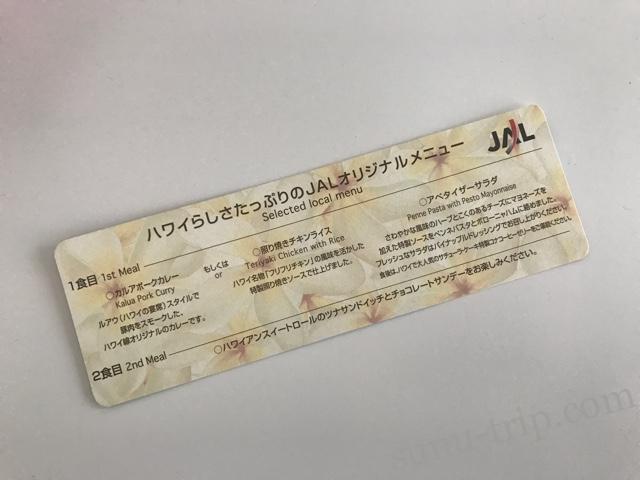 JAL
ハワイらしさたっぷりのJALオリジナルメニュー
Selected local menu
1食目 1st Meal
○カルアポークカレー
Kalua Pork Curry
ルアウ(ハワイの宴席)スタイルで
豚肉をスモークした、
ハワイ線オリジナルのカレーです。
もしくは
or
○照り焼きチキンライス
Teriyaki Chicken with Rice
ハワイ名物「フリフリチキン」の風味を活かした
特製照り焼きソースで仕上げました。
○アペタイザーサラダ
Penne Pasta with Pesto Mayonnaise
さわやかな風味のハーブとこくのあるチーズにマヨネーズを
加えた特製ソースをペンネパスタとボローニャハムに絡めました。
フレッシュサラダはパイナップルドレッシングでお召し上がりください。
食後はハワイで大人気のサチュラ・ケーキ特製ココナッツゼリーをご堪能ください。
2食目 2nd Meal
○ハワイアンスイートロールのツナサンドイッチとチョコレートサンデーをお楽しみください。
sumu-trip.com